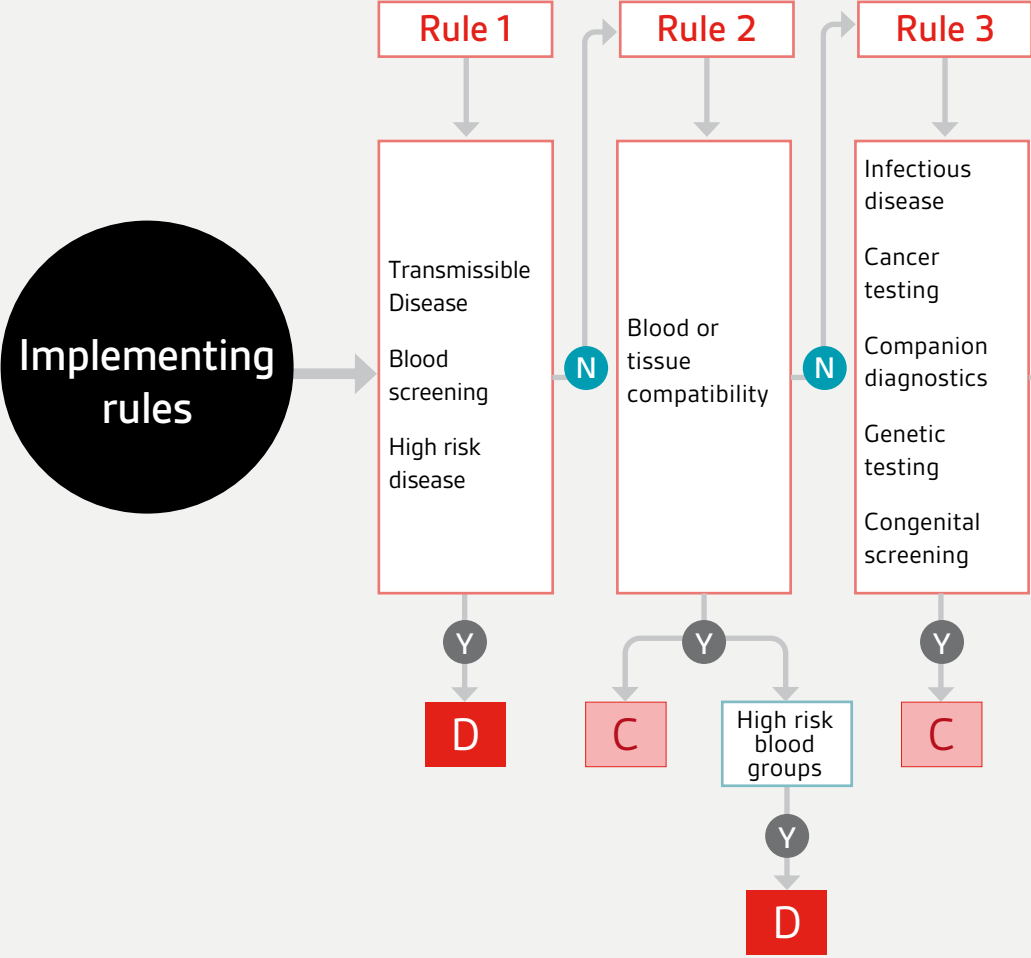 Rule 1
Rule 2
Rule 3
Implementing
rules
Transmissible
Disease
Blood
screening
High risk
disease
N
Blood or
tissue
compatibility
N
Infectious
disease
Cancer
testing
Companion
diagnostics
Genetic
testing
Congenital
screening
Y
Y
Y
D
C
High risk
blood
groups
C
Y
D